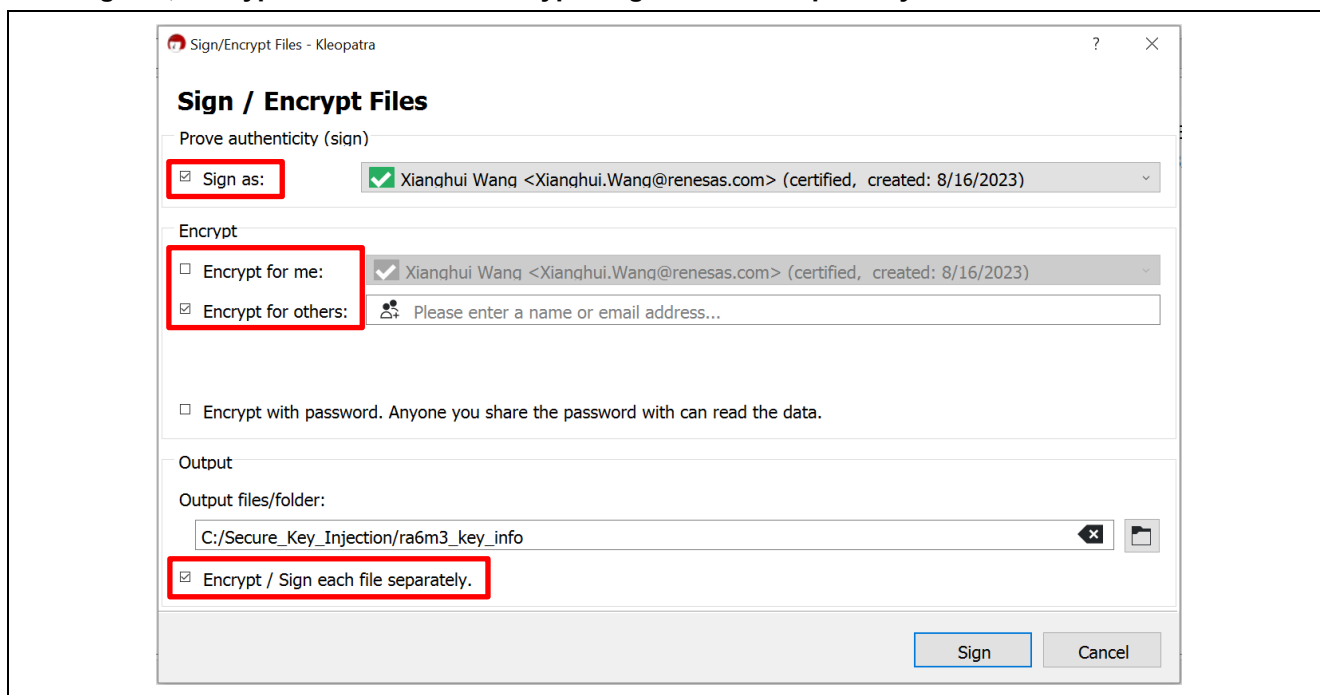 Sign/Encrypt Files - Kleopatra ? ×
Sign / Encrypt Files
Prove authenticity (sign)
Sign as: Xianghui Wang <Xianghui.Wang@renesas.com> (certified, created: 8/16/2023)
Encrypt
Encrypt for me: Xianghui Wang <Xianghui.Wang@renesas.com> (certified, created: 8/16/2023)
Encrypt for others: Please enter a name or email address...
Encrypt with password. Anyone you share the password with can read the data.
Output
Output files/folder:
C:/Secure_Key_Injection/ra6m3_key_info
Encrypt / Sign each file separately.
Sign Cancel